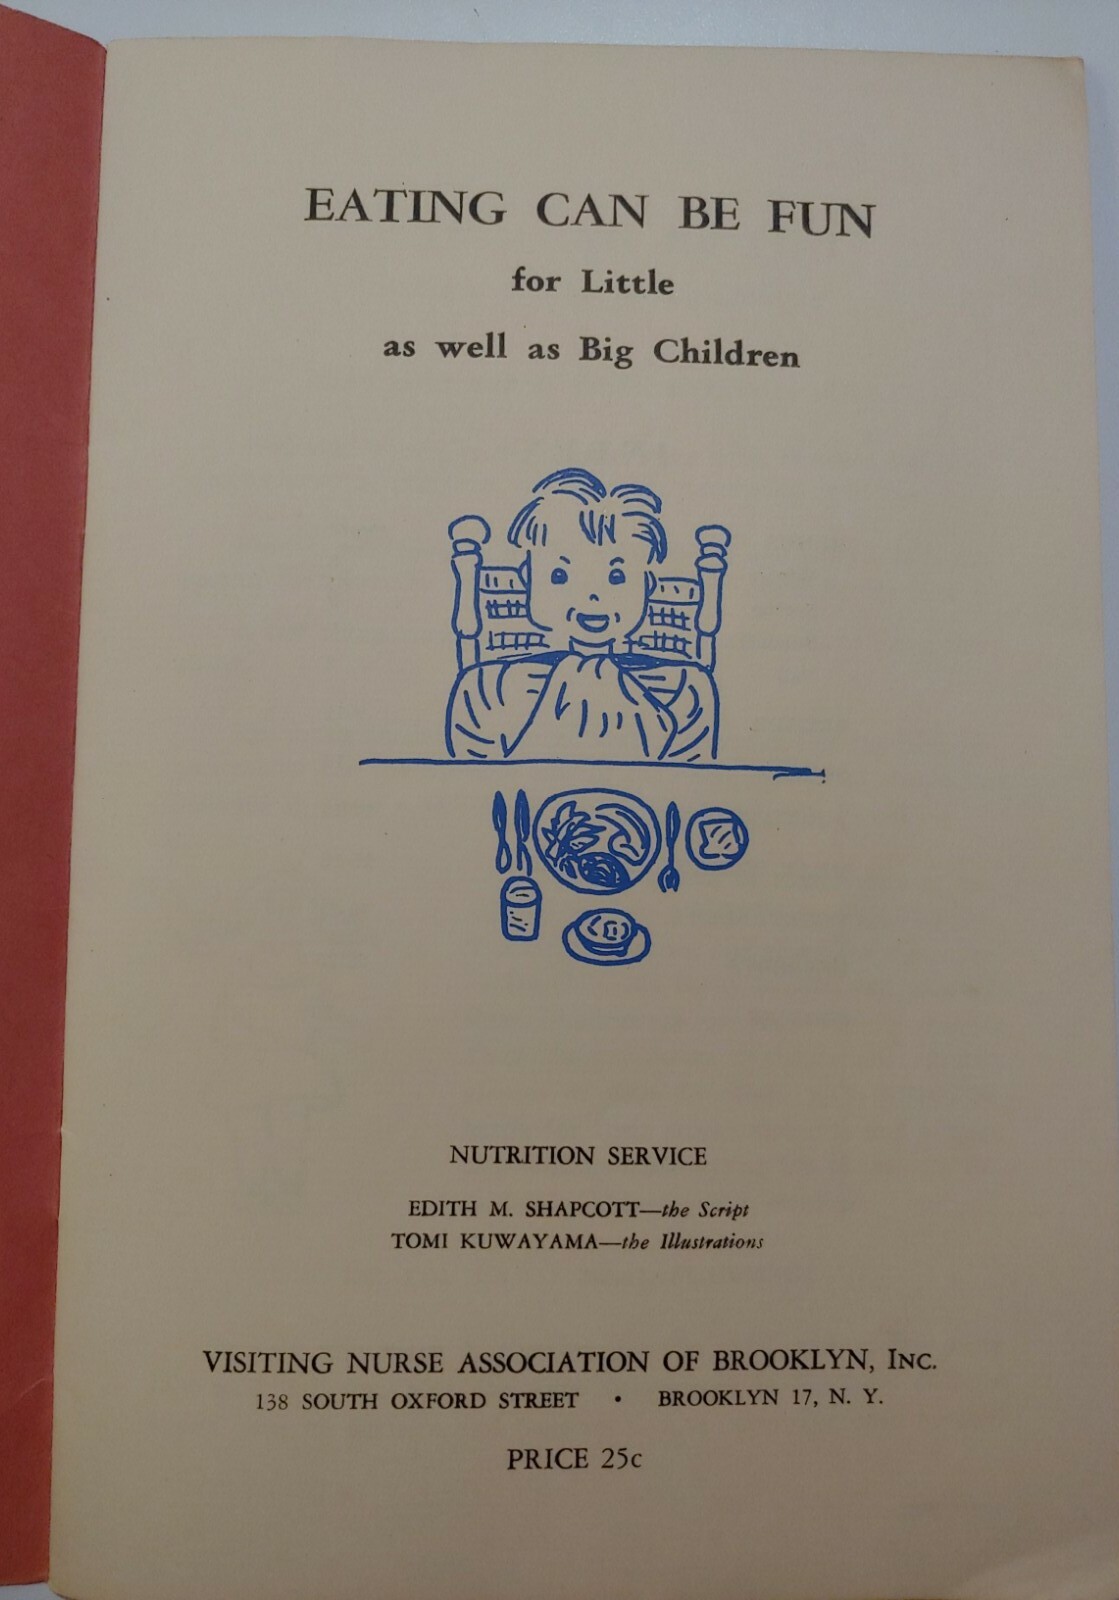 EATING CAN BE FUN
for Little
as well as Big Children
NUTRITION SERVICE
EDITH M. SHAPCOTT—the Script
TOMI KUWAYAMA—the Illustrations
VISITING NURSE ASSOCIATION OF BROOKLYN, INC.
138 SOUTH OXFORD STREET • BROOKLYN 17, N. Y.
PRICE 25c